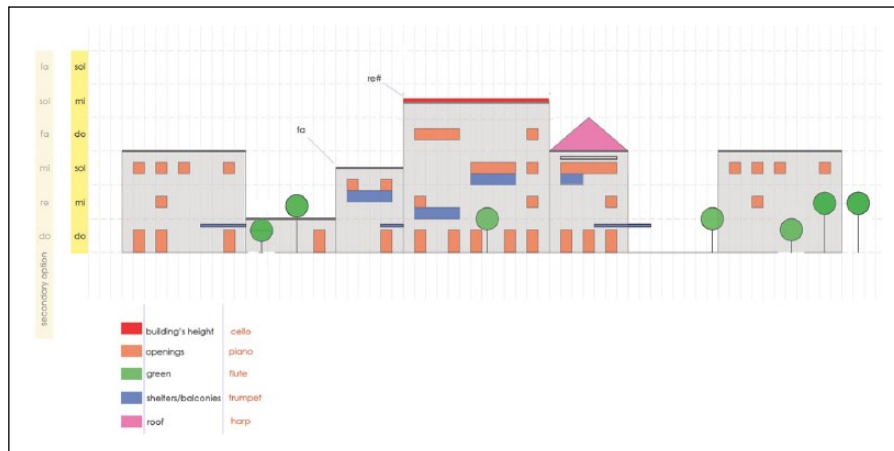 la sol
re#
sol mi
fa do
fa
mi sol
re mi
do do
secondary option
building's height cello
openings piano
green flute
shelters/balconies trumpet
roof harp